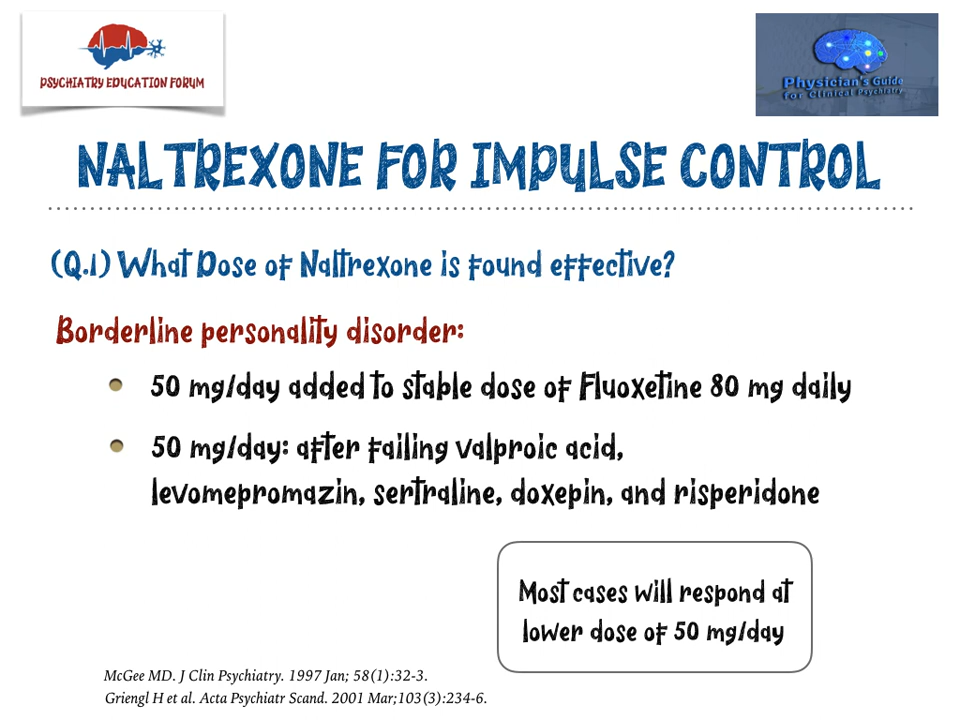 PSYCHIATRY EDUCATION FORUM
Physician's Guide
for Clinical Psychiatry
NALTREXONE FOR IMPULSE CONTROL
(Q.1) What Dose of Naltrexone is found effective?
Borderline personality disorder:
50 mg/day added to stable dose of Fluoxetine 80 mg daily
50 mg/day: after failing valproic acid,
levomepromazin, sertraline, doxepin, and risperidone
Most cases will respond at
lower dose of 50 mg/day
McGee MD. J Clin Psychiatry. 1997 Jan; 58(1):32-3.
Griengl H et al. Acta Psychiatr Scand. 2001 Mar;103(3):234-6.